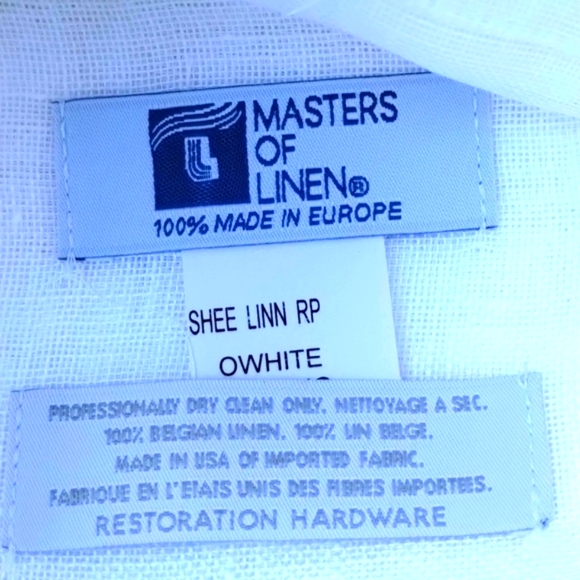 MASTERS
OF
LINEN®
100% MADE IN EUROPE
SHEE LINN RP
OWHITE
PROFESSIONALLY DRY CLEAN ONLY. NETTOYAGE A SEC.
100% BELGIAN LINEN. 100% LIN BELGE.
MADE IN USA OF IMPORTED FABRIC.
FABRIQUE EN L'ETATS UNIS DES FIBRES IMPORTEES.
RESTORATION HARDWARE